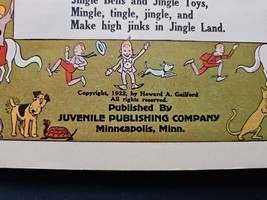 Jingle Bells and Jingle Toys,
Mingle, tingle, jingle, and
Make high jinks in Jingle Land.
Copyright, 1922, by Howard A. Guilford
All rights reserved.
Published By
JUVENILE PUBLISHING COMPANY
Minneapolis, Minn.